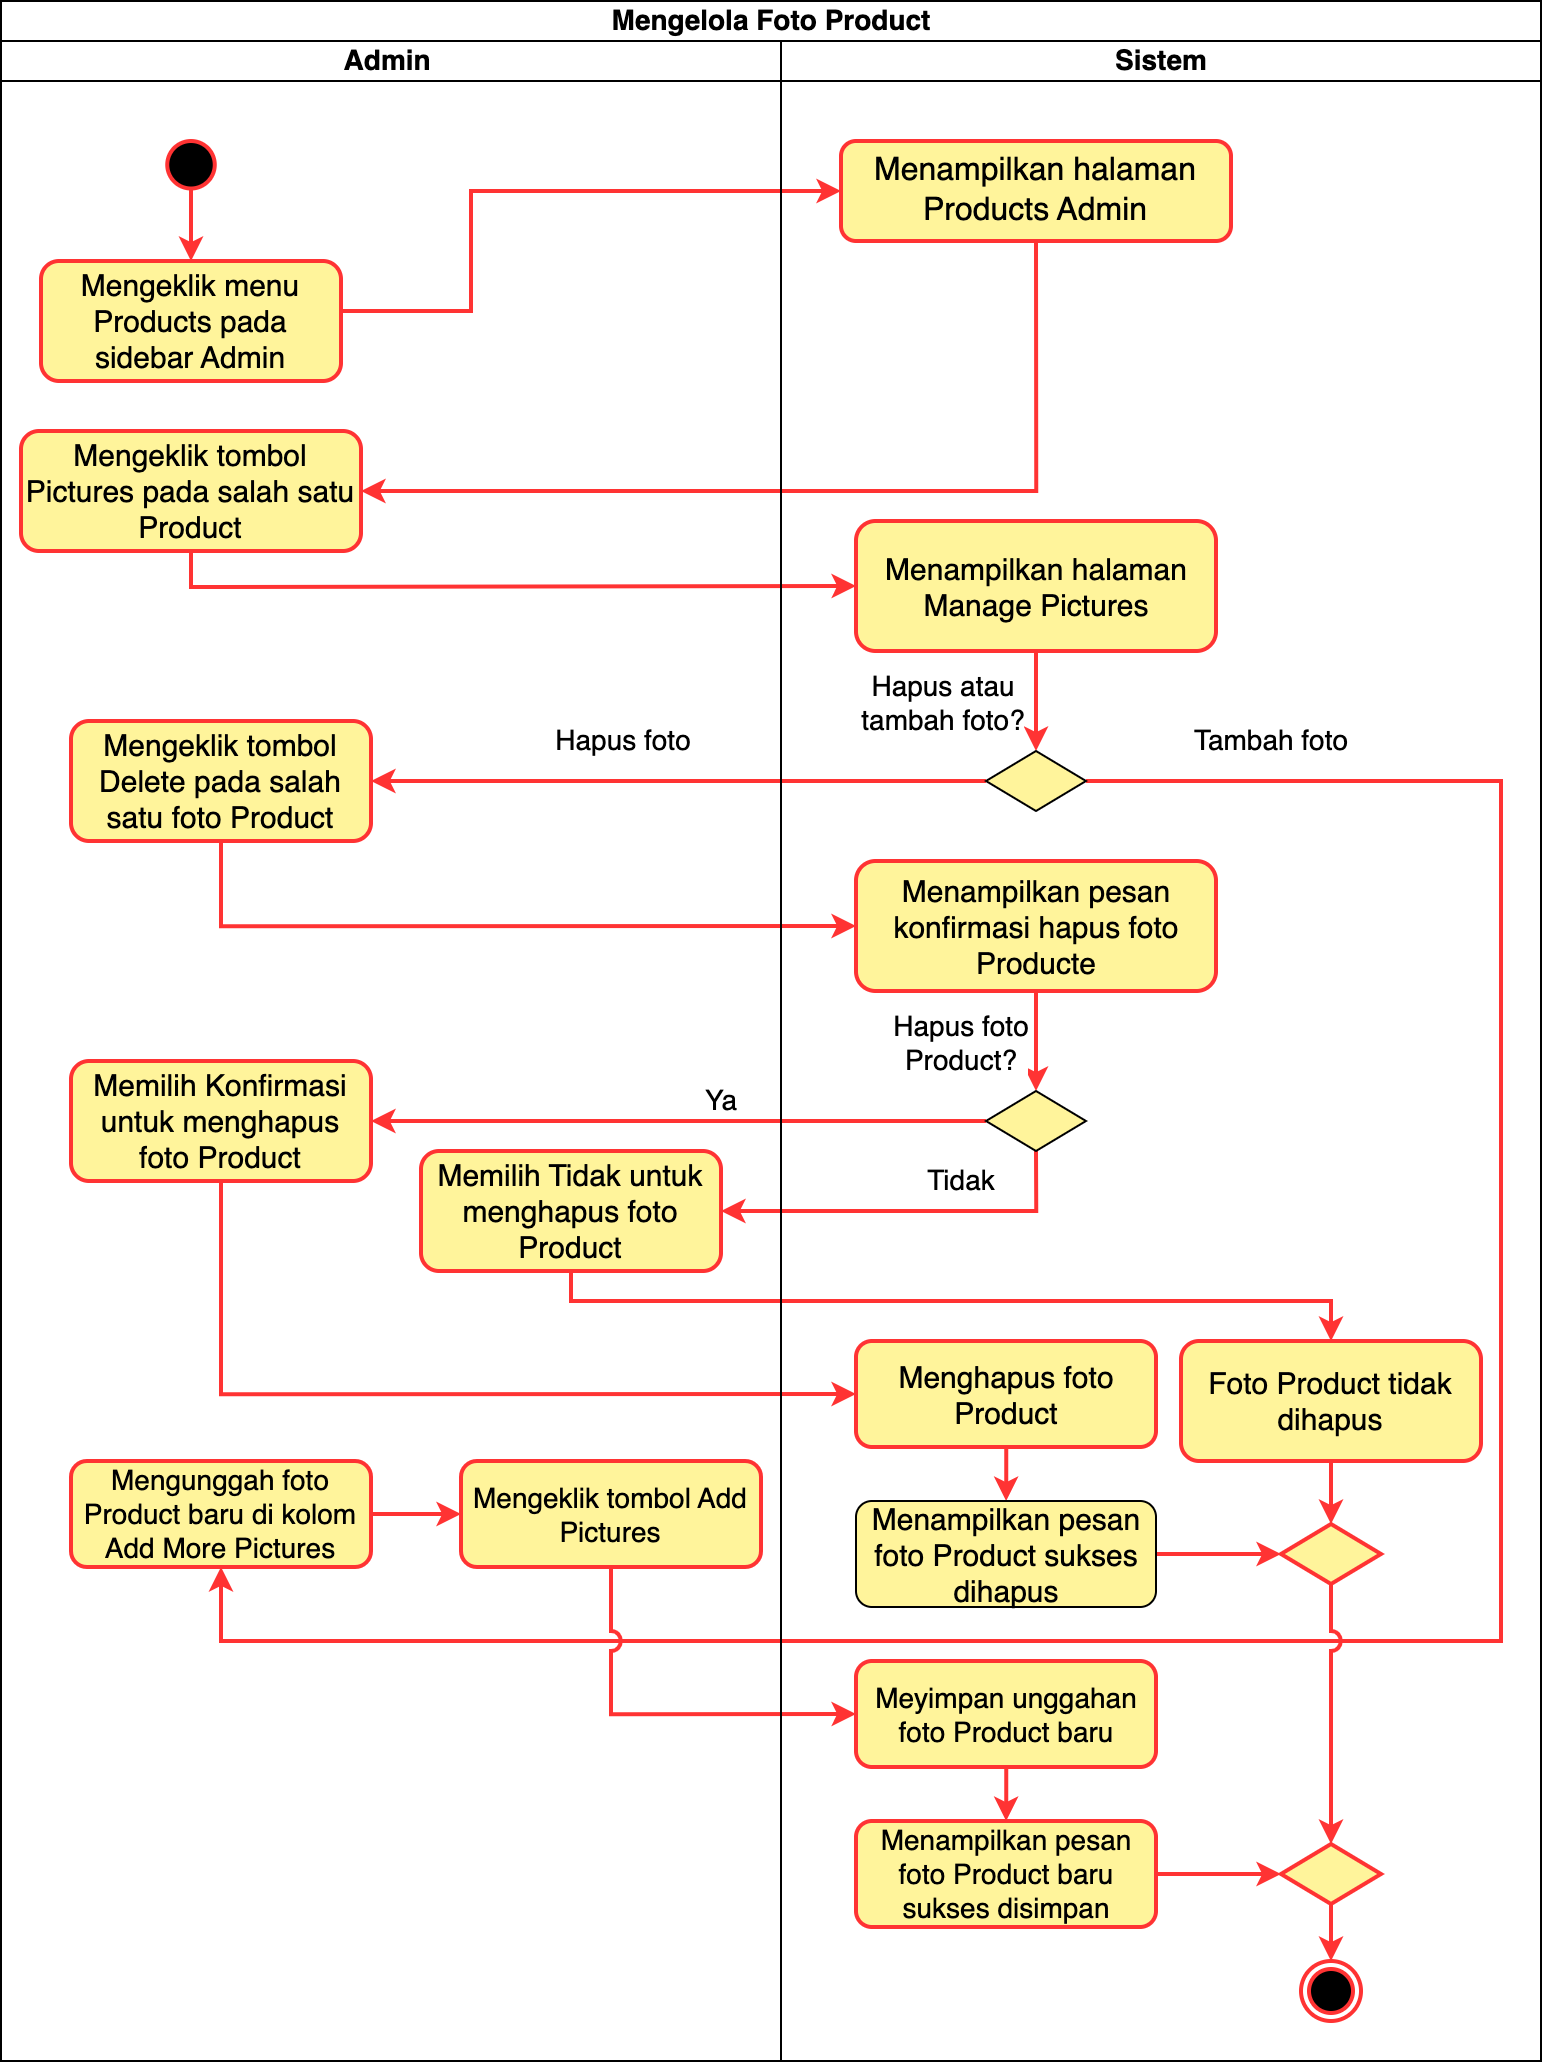 Mengelola Foto Product
Admin
Sistem
Menampilkan halaman
Products Admin
Mengeklik menu
Products pada
sidebar Admin
Mengeklik tombol
Pictures pada salah satu
Product
Menampilkan halaman
Manage Pictures
Hapus atau
tambah foto?
Hapus foto
Tambah foto
Mengeklik tombol
Delete pada salah
satu foto Product
Menampilkan pesan
konfirmasi hapus foto
Producte
Hapus foto
Product?
Ya
Memilih Konfirmasi
untuk menghapus
foto Product
Tidak
Memilih Tidak untuk
menghapus foto
Product
Menghapus foto
Product
Foto Product tidak
dihapus
Mengunggah foto
Product baru di kolom
Add More Pictures
Mengeklik tombol Add
Pictures
Menampilkan pesan
foto Product sukses
dihapus
Meyimpan unggahan
foto Product baru
Menampilkan pesan
foto Product baru
sukses disimpan